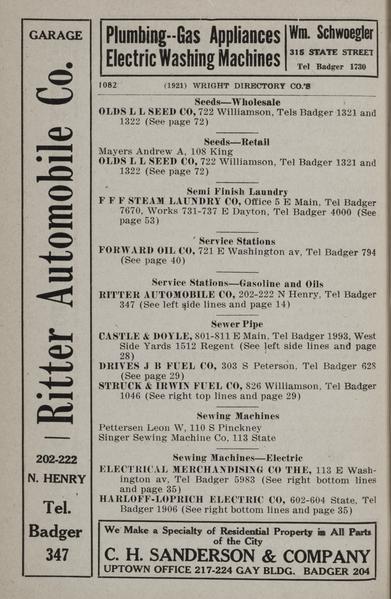 GARAGE
Ritter Automobile Co.
202-222
N. HENRY
Tel.
Badger
347
Plumbing--Gas Appliances
Electric Washing Machines
Wm. Schwoegler
315 STATE STREET
Tel Badger 1730
1082 (1921) WRIGHT DIRECTORY CO.'S
Seeds—Wholesale
OLDS L L SEED CO, 722 Williamson, Tels Badger 1321 and
1322 (See page 72)
Seeds—Retail
Mayers Andrew A, 108 King
OLDS L L SEED CO, 722 Williamson, Tel Badger 1321 and
1322 (See page 72)
Semi Finish Laundry
F F F STEAM LAUNDRY CO, Office 5 E Main, Tel Badger
7670, Works 731-737 E Dayton, Tel Badger 4000 (See
page 53)
Service Stations
FORWARD OIL CO, 721 E Washington av, Tel Badger 794
(See page 40)
Service Stations—Gasoline and Oils
RITTER AUTOMOBILE CO, 202-222 N Henry, Tel Badger
347 (See left side lines and page 14)
Sewer Pipe
CASTLE & DOYLE, 801-811 E Main, Tel Badger 1993, West
Side Yards 1512 Regent (See left side lines and page
28)
DRIVES J B FUEL CO, 303 S Peterson, Tel Badger 628
(See page 29)
STRUCK & IRWIN FUEL CO, 826 Williamson, Tel Badger
1046 (See right top lines and page 29)
Sewing Machines
Pettersen Leon W, 110 S Pinckney
Singer Sewing Machine Co, 113 State
Sewing Machines—Electric
ELECTRICAL MERCHANDISING CO THE, 113 E Wash-
ington av, Tel Badger 5983 (See right bottom lines
and page 35)
HARLOFF-LOPRICH ELECTRIC CO, 602-604 State, Tel
Badger 1906 (See right bottom lines and page 35)
We Make a Specialty of Residential Property in All Parts
of the City
C. H. SANDERSON & COMPANY
UPTOWN OFFICE 217-224 GAY BLDG. BADGER 204